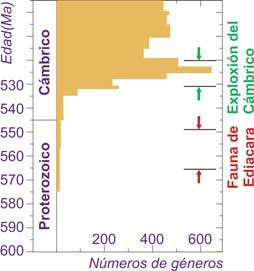 Edad(Ma)
Cámbrico
Proterozoico
530
540
550
560
570
580
590
600
200
400
600
Números de géneros
Exploxión del
Cámbrico
Fauna de
Ediacara